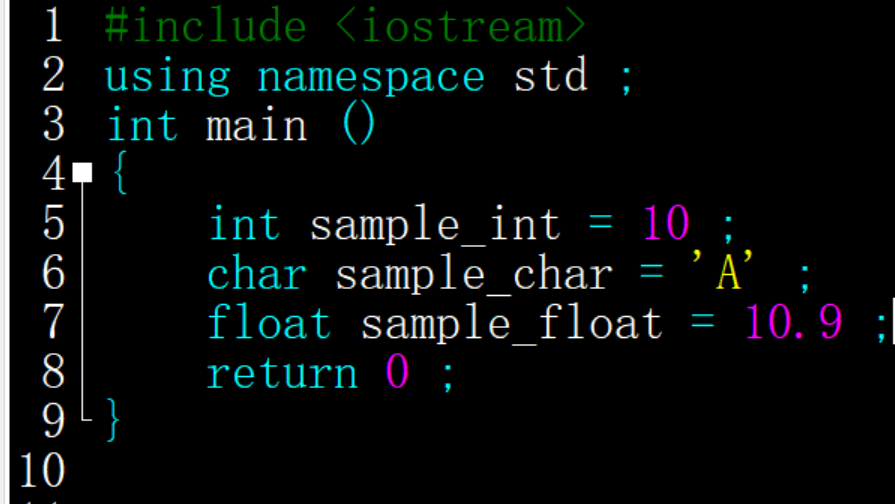 1 #include <iostream>
2 using namespace std ;
3 int main ()
4 {
5 int sample_int = 10 ;
6 char sample_char = 'A' ;
7 float sample_float = 10.9 ;
8 return 0 ;
9 }
10